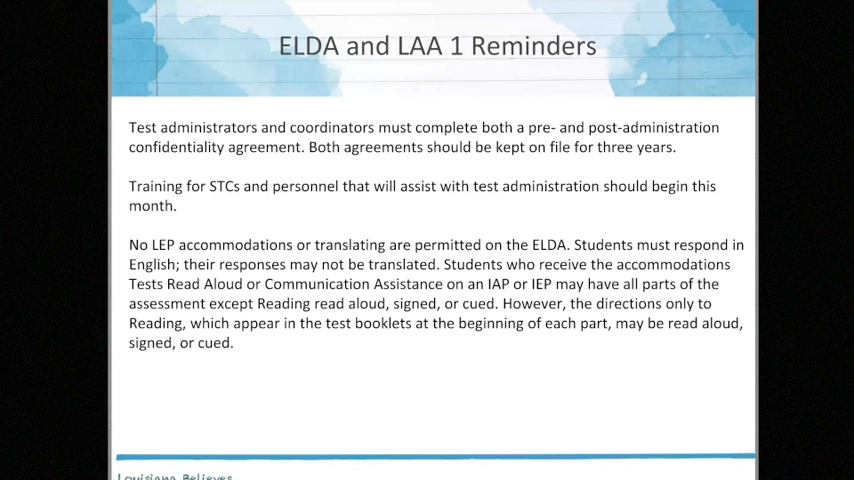 ELDA and LAA 1 Reminders
Test administrators and coordinators must complete both a pre- and post-administration
confidentiality agreement. Both agreements should be kept on file for three years.
Training for STCs and personnel that will assist with test administration should begin this
month.
No LEP accommodations or translating are permitted on the ELDA. Students must respond in
English; their responses may not be translated. Students who receive the accommodations
Tests Read Aloud or Communication Assistance on an IAP or IEP may have all parts of the
assessment except Reading read aloud, signed, or cued. However, the directions only to
Reading, which appear in the test booklets at the beginning of each part, may be read aloud,
signed, or cued.
Louisiana Believes